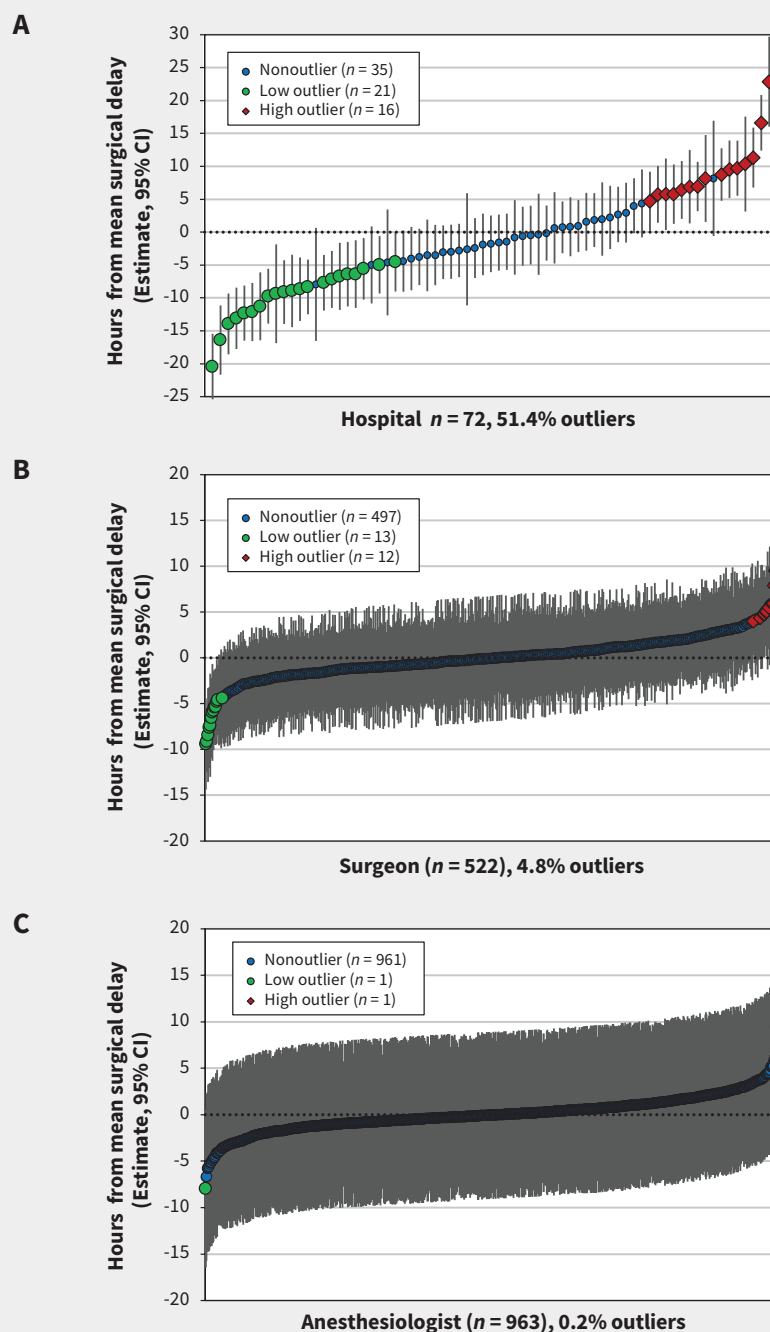 A
Hours from mean surgical delay
(Estimate, 95% CI)
30
25
20
15
10
5
0
-5
-10
-15
-20
-25
Nonoutlier (n = 35)
Low outlier (n = 21)
High outlier (n = 16)
Hospital n = 72, 51.4% outliers
B
Hours from mean surgical delay
(Estimate, 95% CI)
20
15
10
5
0
-5
-10
-15
-20
Nonoutlier (n = 497)
Low outlier (n = 13)
High outlier (n = 12)
Surgeon (n = 522), 4.8% outliers
C
Hours from mean surgical delay
(Estimate, 95% CI)
20
15
10
5
0
-5
-10
-15
-20
Nonoutlier (n = 961)
Low outlier (n = 1)
High outlier (n = 1)
Anesthesiologist (n = 963), 0.2% outliers